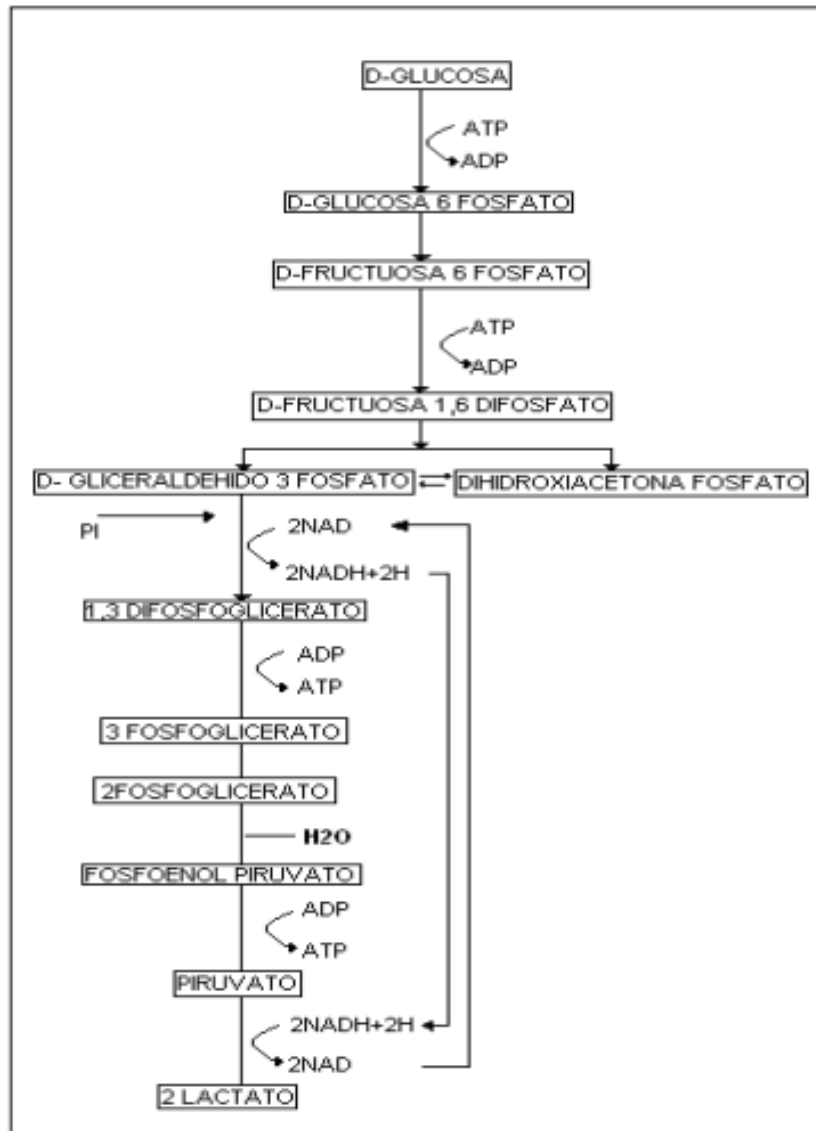 D-GLUCOSA
ATP
ADP
D-GLUCOSA 6 FOSFATO
D-FRUCTUOSA 6 FOSFATO
ATP
ADP
D-FRUCTUOSA 1,6 DIFOSFATO
D- GLICERALDEHIDO 3 FOSFATO
DIHIDROXIACETONA FOSFATO
PI
2NAD
2NADH+2H
1,3 DIFOSFOGLICERATO
ADP
ATP
3 FOSFOGLICERATO
2FOSFOGLICERATO
H2O
FOSFOENOL PIRUVATO
ADP
ATP
PIRUVATO
2NADH+2H
2NAD
2 LACTATO